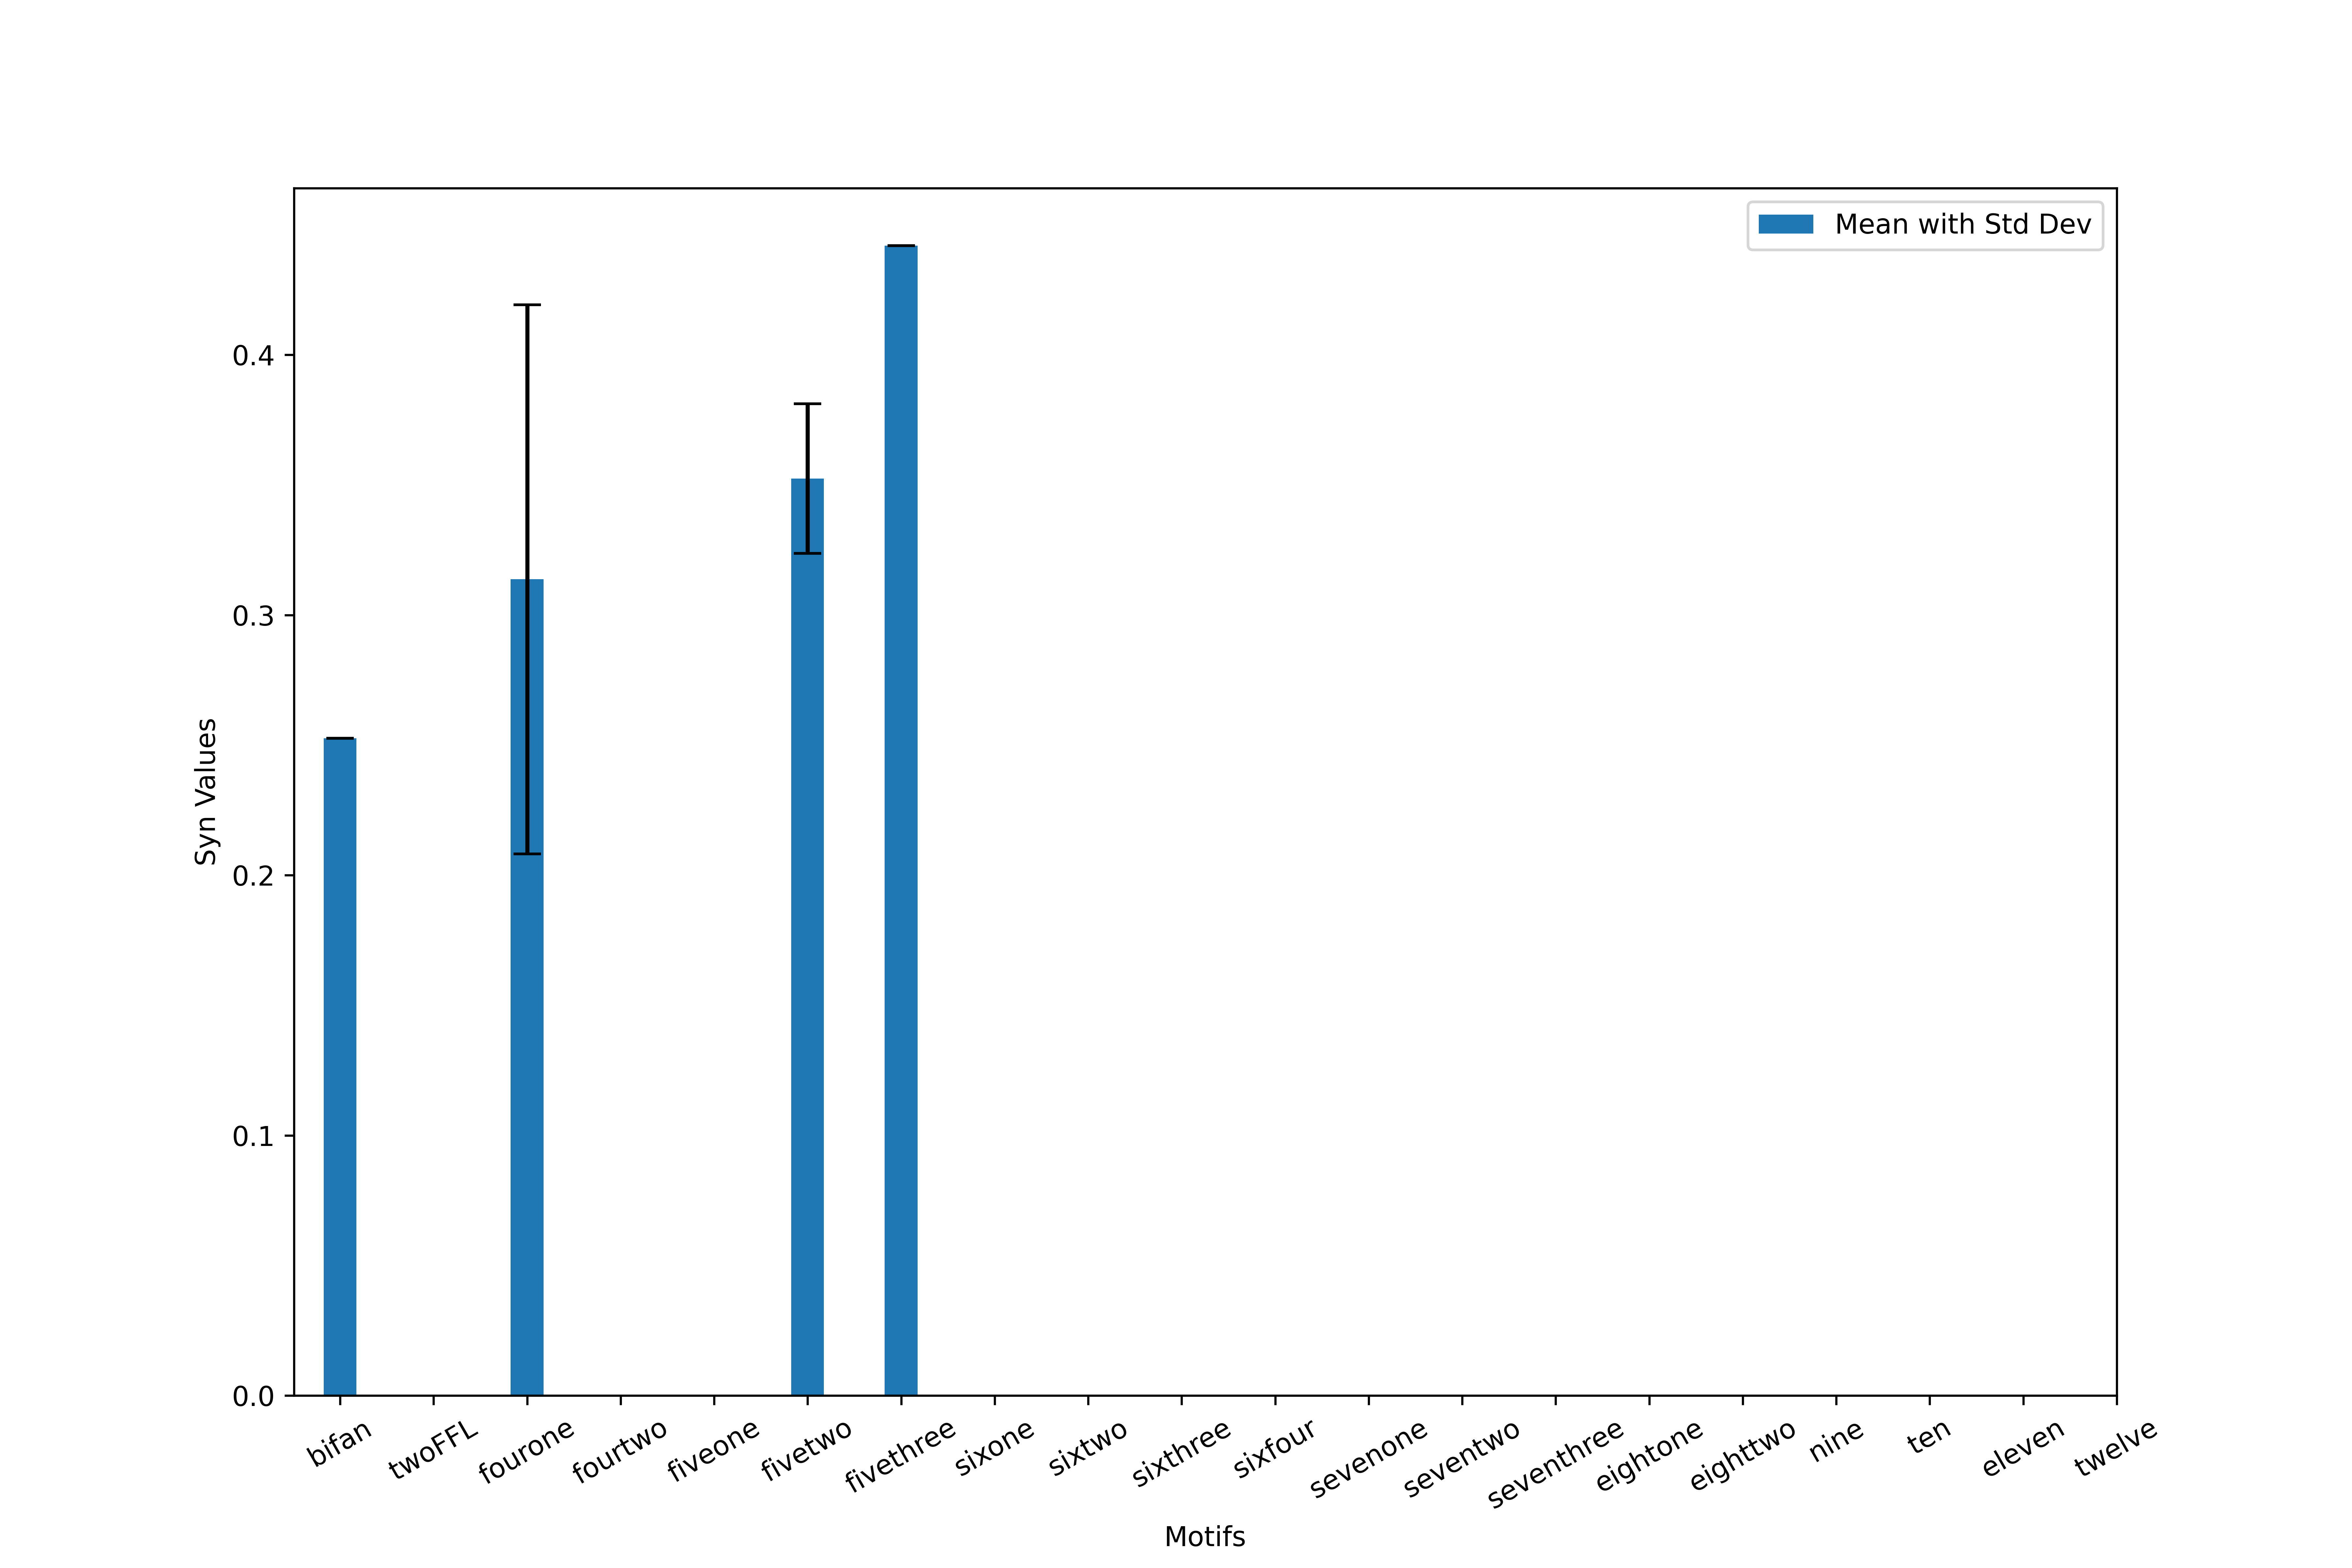 Mean with Std Dev
0.4
0.3
0.2
0.1
0.0
Syn Values
bifan
twoFFL
fourone
fourtwo
fiveone
fivetwo
fivethree
sixone
sixtwo
sixthree
sixfour
sevenone
seventwo
seventhree
eightone
eighttwo
nine
ten
eleven
twelve
Motifs